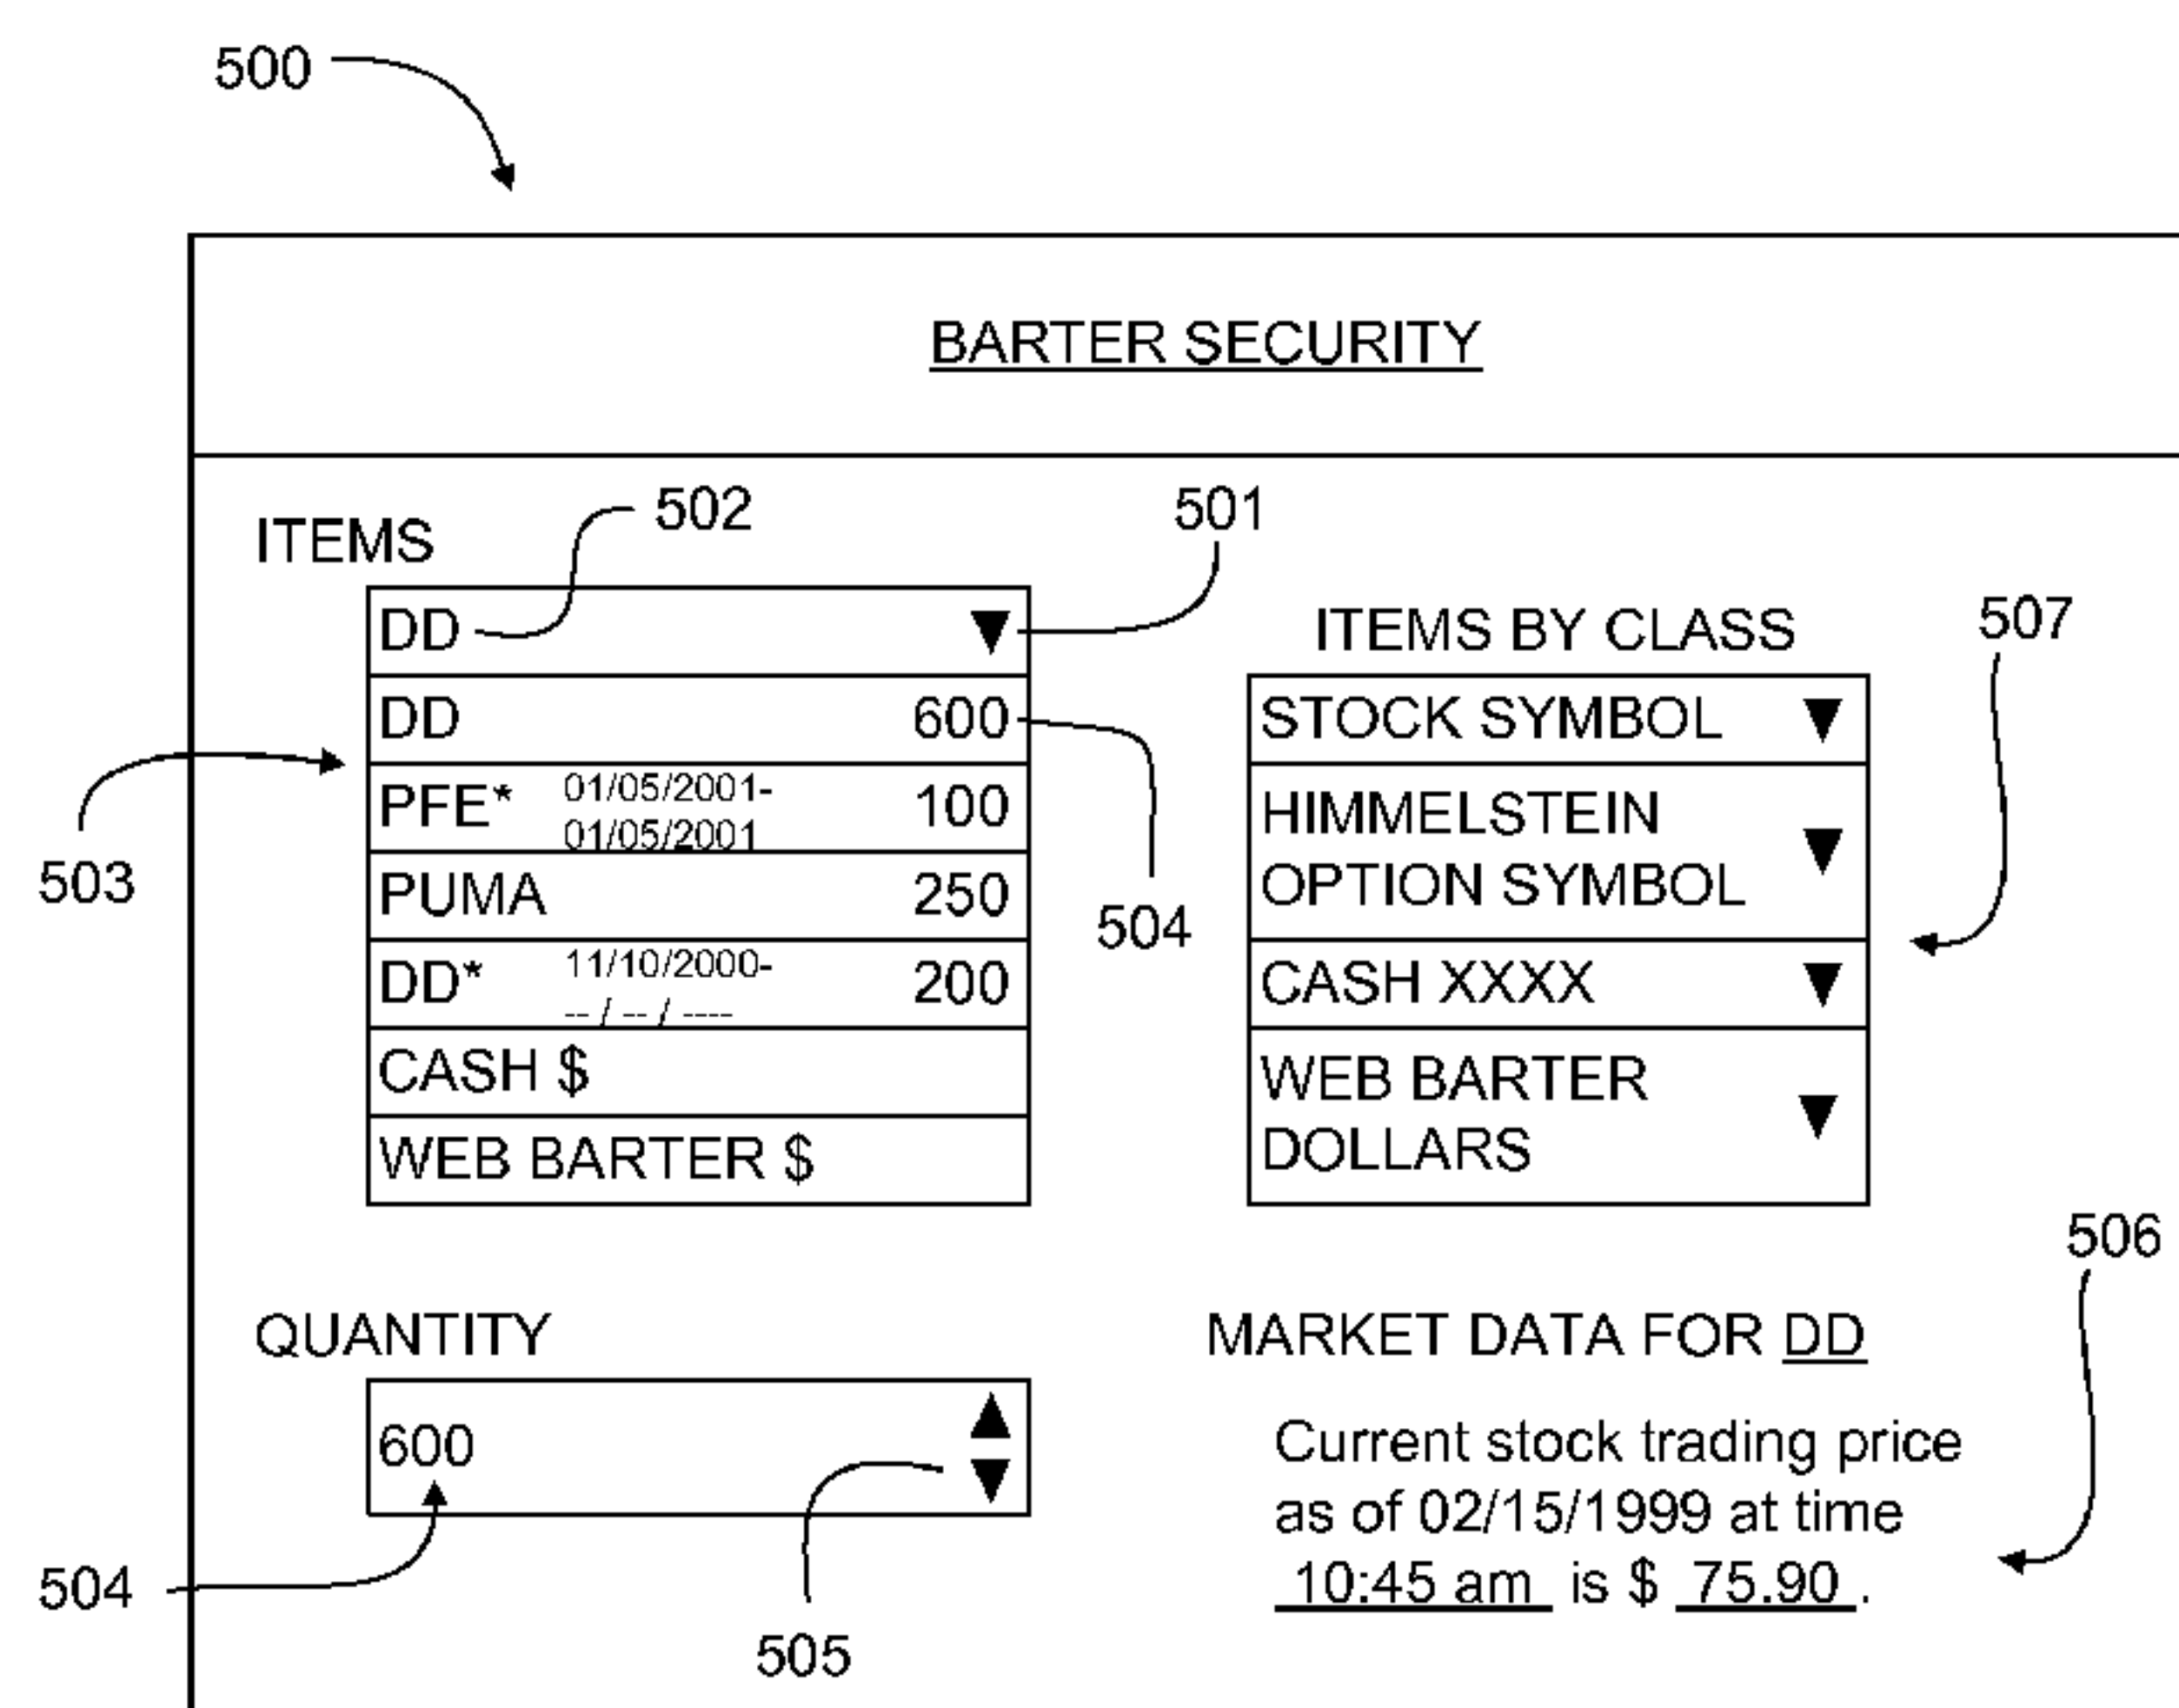 500
BARTER SECURITY
502
501
ITEMS
DD ▼
ITEMS BY CLASS
507
DD 600
STOCK SYMBOL ▼
503
PFE* 01/05/2001-
01/05/2001 100
HIMMELSTEIN
OPTION SYMBOL ▼
PUMA 250
504
DD* 11/10/2000-
-- / -- / ---- 200
CASH XXXX ▼
CASH $
WEB BARTER
DOLLARS ▼
WEB BARTER $
506
QUANTITY
MARKET DATA FOR DD
600 ▲
▼
Current stock trading price
as of 02/15/1999 at time
10:45 am is $ 75.90 .
504
505